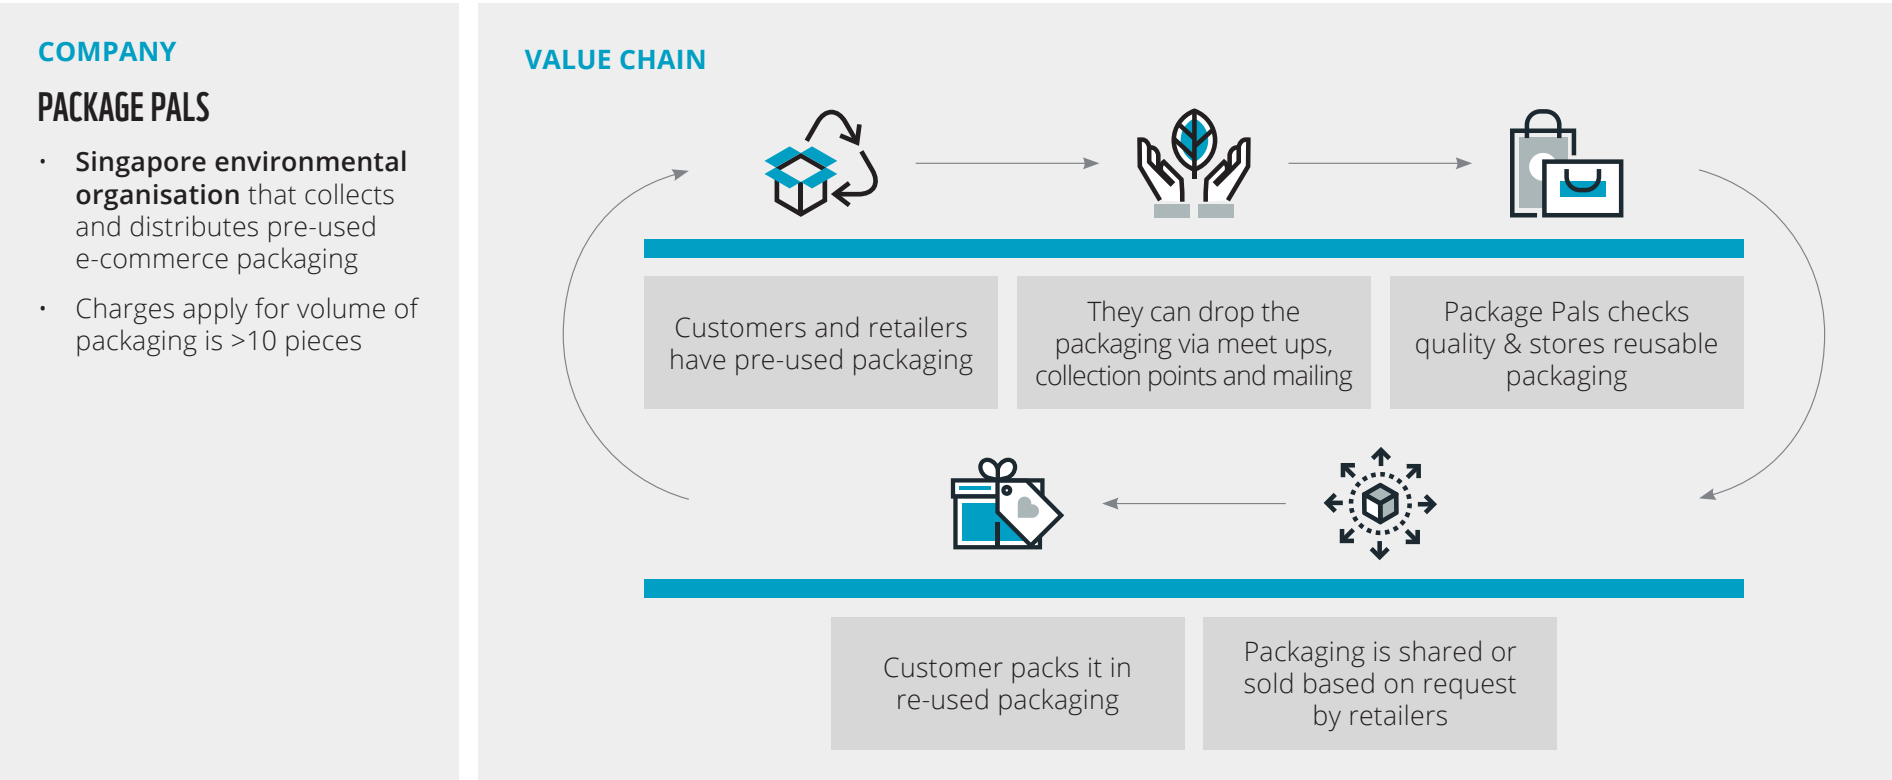 COMPANY
PACKAGE PALS
• Singapore environmental
organisation that collects
and distributes pre-used
e-commerce packaging
• Charges apply for volume of
packaging is >10 pieces
VALUE CHAIN
Customers and retailers
have pre-used packaging
They can drop the
packaging via meet ups,
collection points and mailing
Package Pals checks
quality & stores reusable
packaging
Customer packs it in
re-used packaging
Packaging is shared or
sold based on request
by retailers